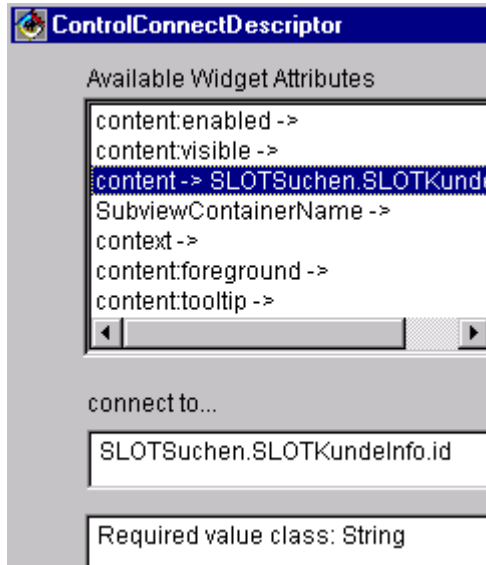 ControlConnectDescriptor
Available Widget Attributes
content:enabled ->
content:visible ->
content -> SLOTSuchen.SLOTKunde
SubviewContainerName ->
context ->
content:foreground ->
content:tooltip ->
connect to...
SLOTSuchen.SLOTKundeInfo.id
Required value class: String